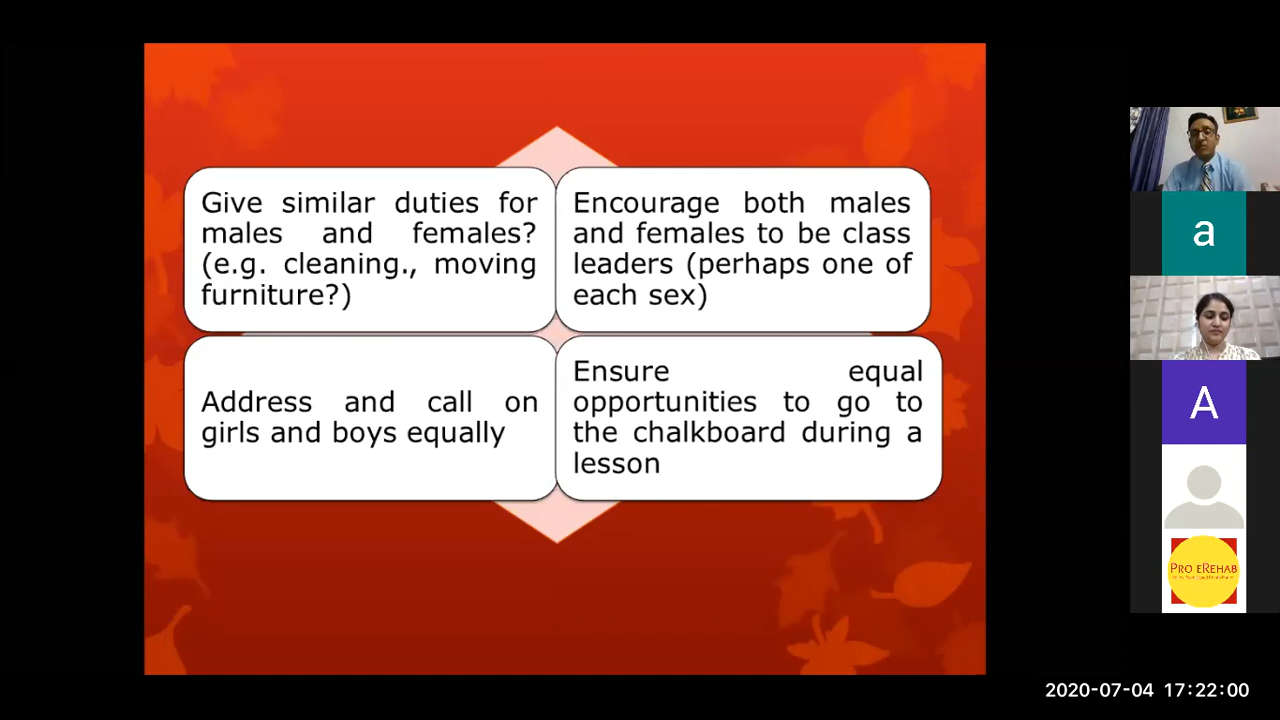 Give similar duties for
males and females?
(e.g. cleaning., moving
furniture?)
Encourage both males
and females to be class
leaders (perhaps one of
each sex)
Address and call on
girls and boys equally
Ensure equal
opportunities to go to
the chalkboard during a
lesson
a
A
PRO eREHAB
2020-07-04 17:22:00